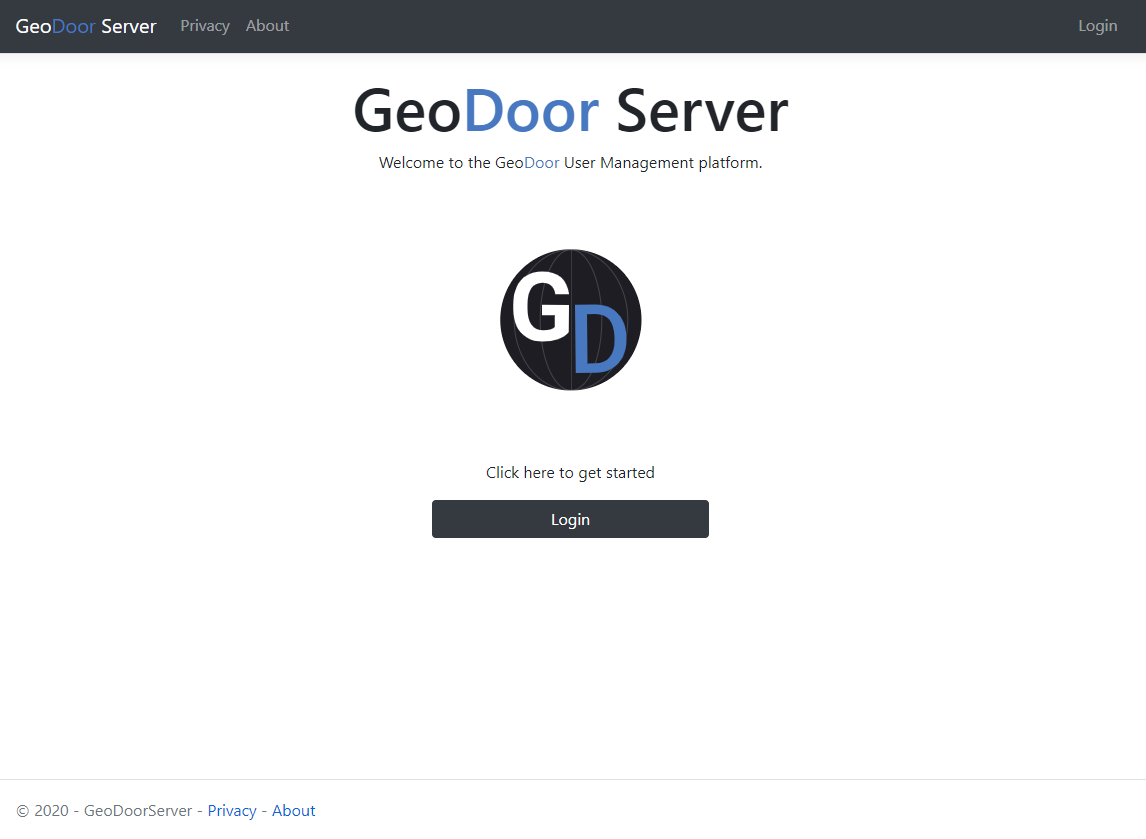 GeoDoor Server Privacy About Login
GeoDoor Server
Welcome to the GeoDoor User Management platform.
GD
Click here to get started
Login
© 2020 - GeoDoorServer - Privacy - About